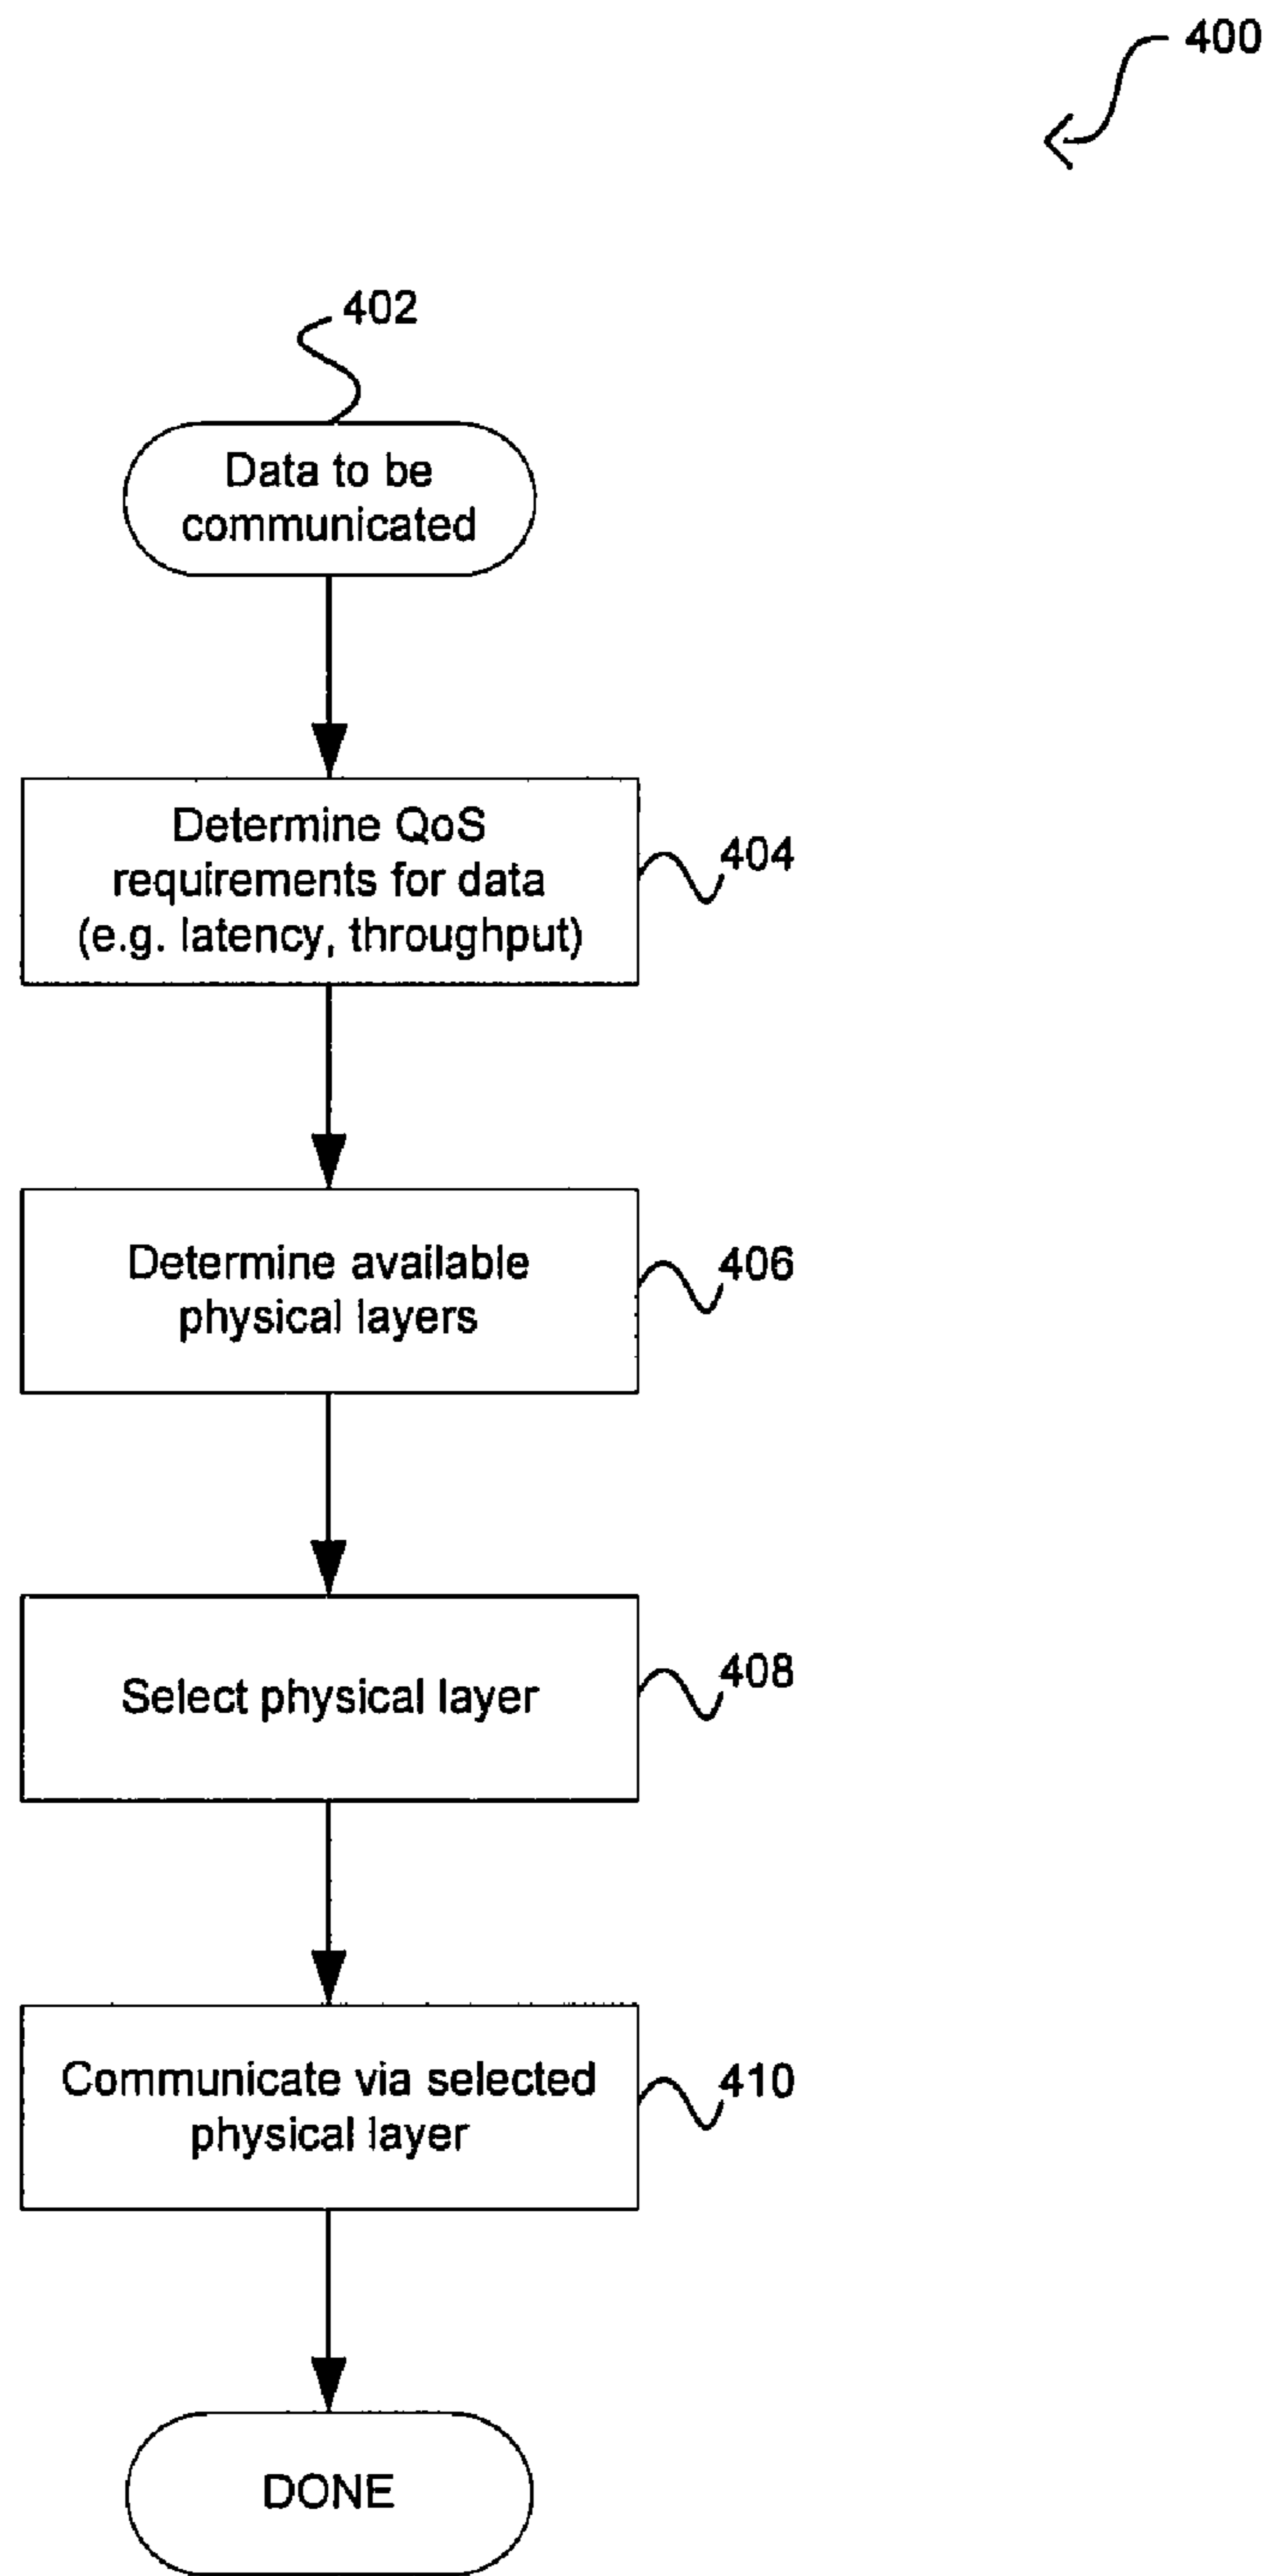 400
402
Data to be
communicated
Determine QoS
requirements for data
(e.g. latency, throughput)
404
Determine available
physical layers
406
Select physical layer
408
Communicate via selected
physical layer
410
DONE